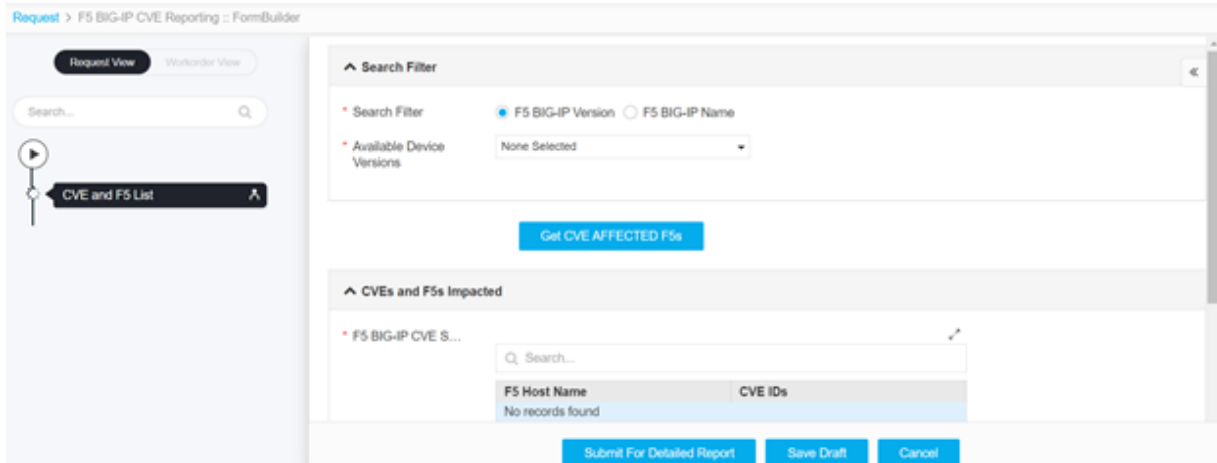 Request > F5 BIG-IP CVE Reporting :: FormBuilder
Request View Workorder View
Search...
CVE and F5 List
Search Filter
* Search Filter F5 BIG-IP Version F5 BIG-IP Name
* Available Device Versions None Selected
Get CVE AFFECTED F5s
CVEs and F5s Impacted
* F5 BIG-IP CVE S...
Search...
F5 Host Name CVE IDs
No records found
Submit For Detailed Report Save Draft Cancel